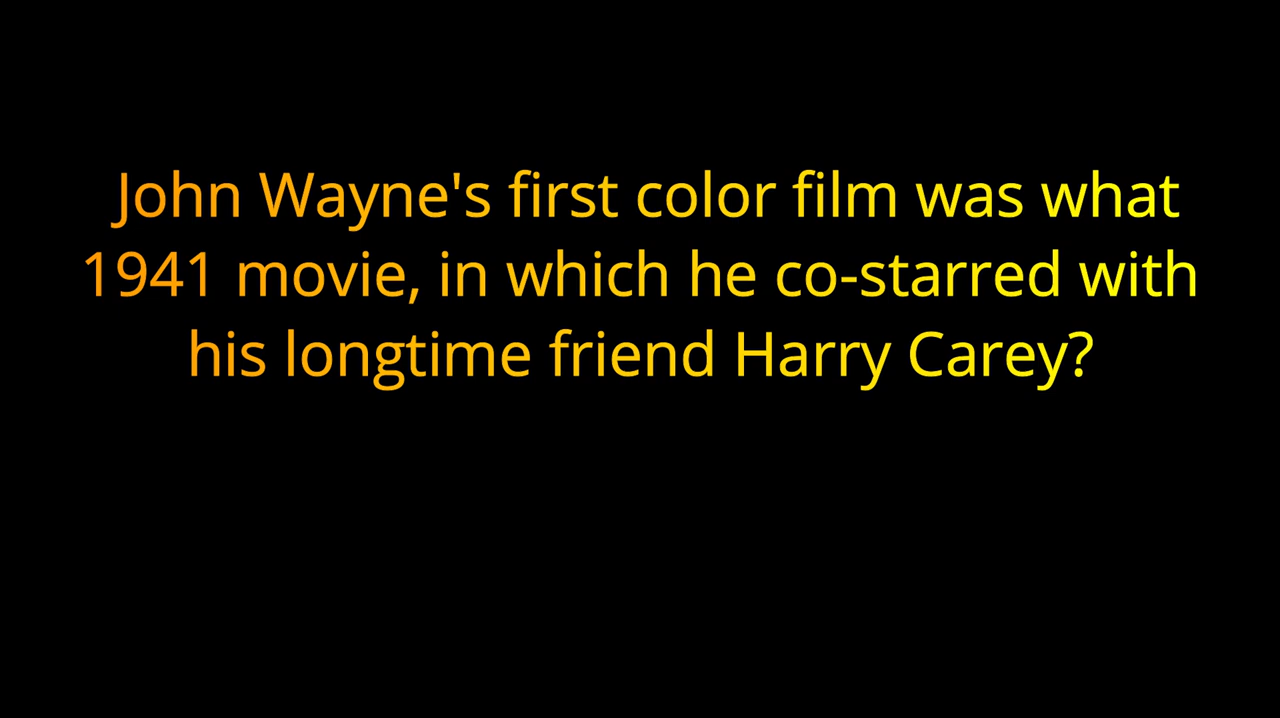 John Wayne's first color film was what
1941 movie, in which he co-starred with
his longtime friend Harry Carey?